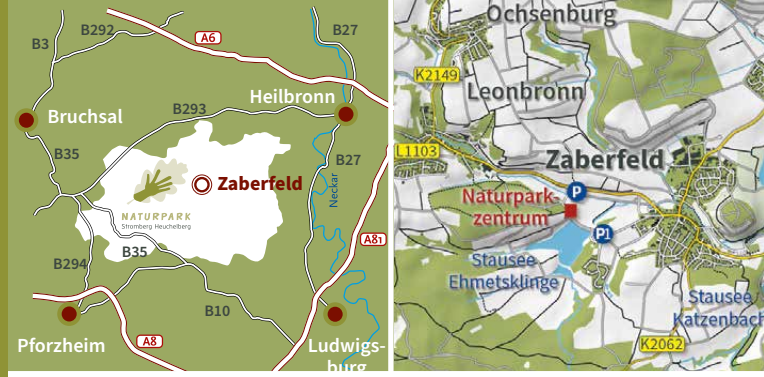 B3
B292
A6
B27
Heilbronn
B293
Bruchsal
B35
B27
Neckar
Zaberfeld
NATURPARK
Stromberg Heuchelberg
A81
B35
B294
B10
Pforzheim
A8
Ludwigs-
burg
Ochsenburg
K2149
Leonbronn
L1103
Zaberfeld
P
Naturpark-
zentrum
P1
Stausee
Ehmetsklinge
Stausee
Katzenbach
K2062